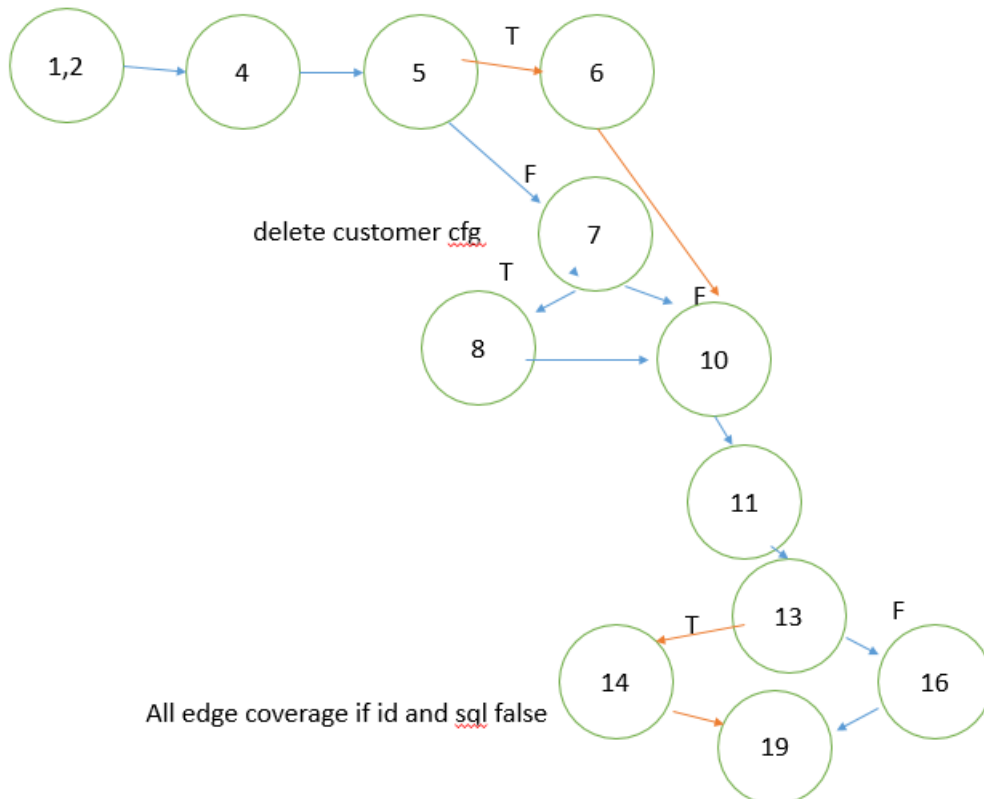 T
1,2
4
5
6
F
7
delete customer cfg
T
F
8
10
11
13
F
T
14
16
All edge coverage if id and sql false
19